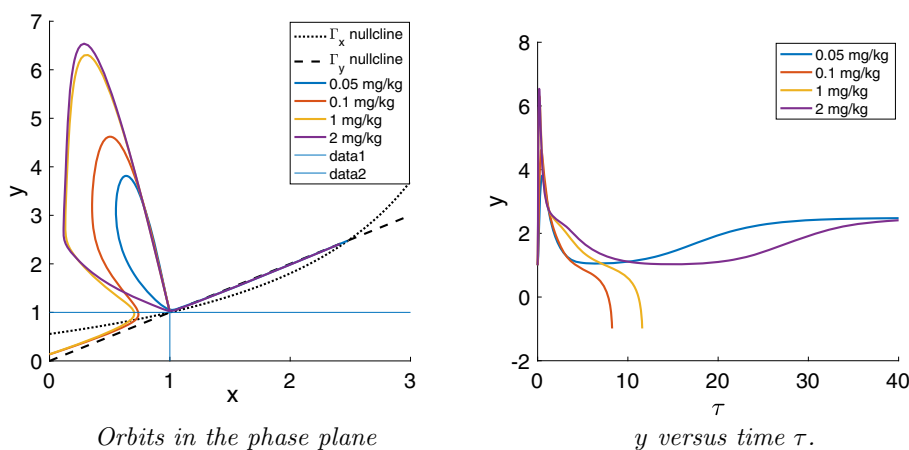 7
6
5
4
3
2
1
0
y
0
1
2
3
x
Γx nullcline
Γy nullcline
0.05 mg/kg
0.1 mg/kg
1 mg/kg
2 mg/kg
data1
data2
Orbits in the phase plane
8
6
4
2
0
-2
y
0
10
20
30
40
τ
0.05 mg/kg
0.1 mg/kg
1 mg/kg
2 mg/kg
y versus time τ.